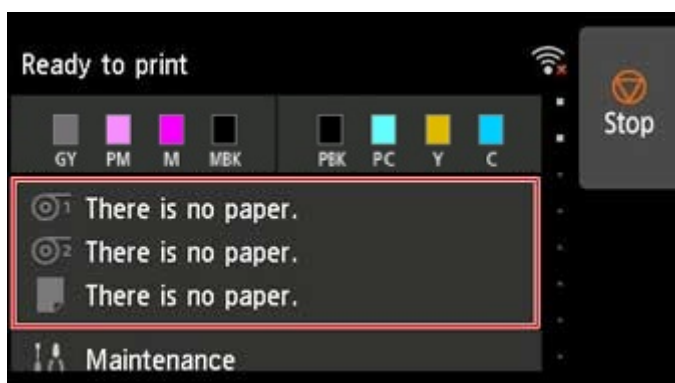 Ready to print
Stop
GY PM M MBK PBK PC Y C
1 There is no paper.
2 There is no paper.
There is no paper.
Maintenance